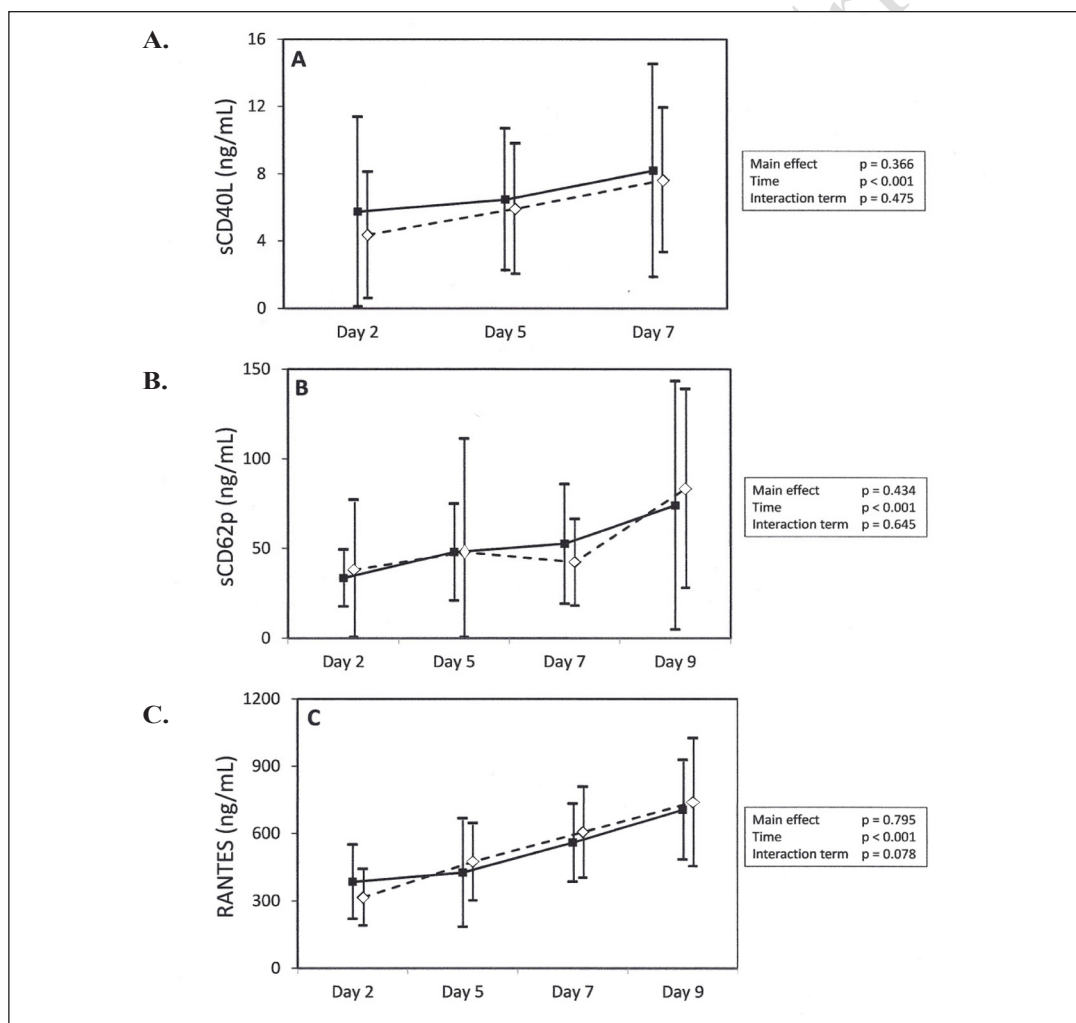 A.
A
16
12
8
4
0
sCD40L (ng/mL)
Day 2 Day 5 Day 7
Main effect p = 0.366
Time p < 0.001
Interaction term p = 0.475
B.
B
150
100
50
0
sCD62p (ng/mL)
Day 2 Day 5 Day 7 Day 9
Main effect p = 0.434
Time p < 0.001
Interaction term p = 0.645
C.
C
1200
900
600
300
0
RANTES (ng/mL)
Day 2 Day 5 Day 7 Day 9
Main effect p = 0.795
Time p < 0.001
Interaction term p = 0.078